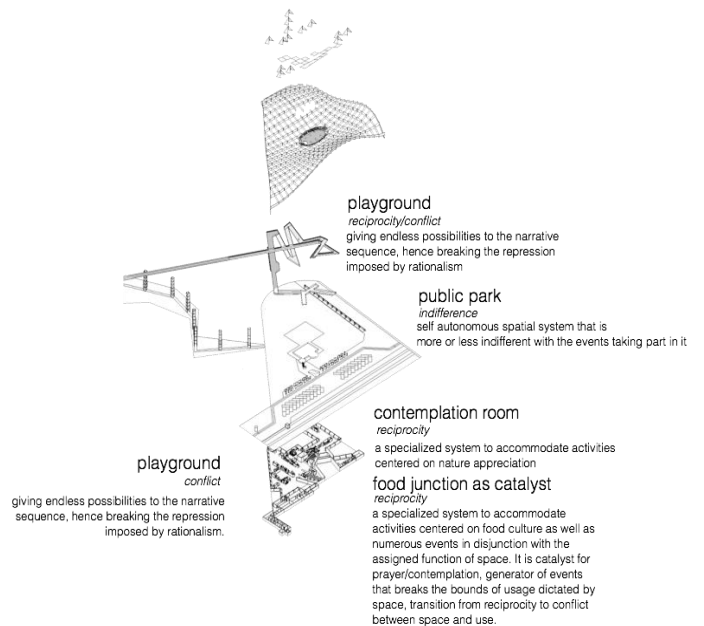 playground
reciprocity/conflict
giving endless possibilities to the narrative
sequence, hence breaking the repression
imposed by rationalism
public park
indifference
self autonomous spatial system that is
more or less indifferent with the events taking part in it
contemplation room
reciprocity
a specialized system to accommodate activities
centered on nature appreciation
playground
conflict
giving endless possibilities to the narrative
sequence, hence breaking the repression
imposed by rationalism.
food junction as catalyst
reciprocity
a specialized system to accommodate
activities centered on food culture as well as
numerous events in disjunction with the
assigned function of space. It is catalyst for
prayer/contemplation, generator of events
that breaks the bounds of usage dictated by
space, transition from reciprocity to conflict
between space and use.